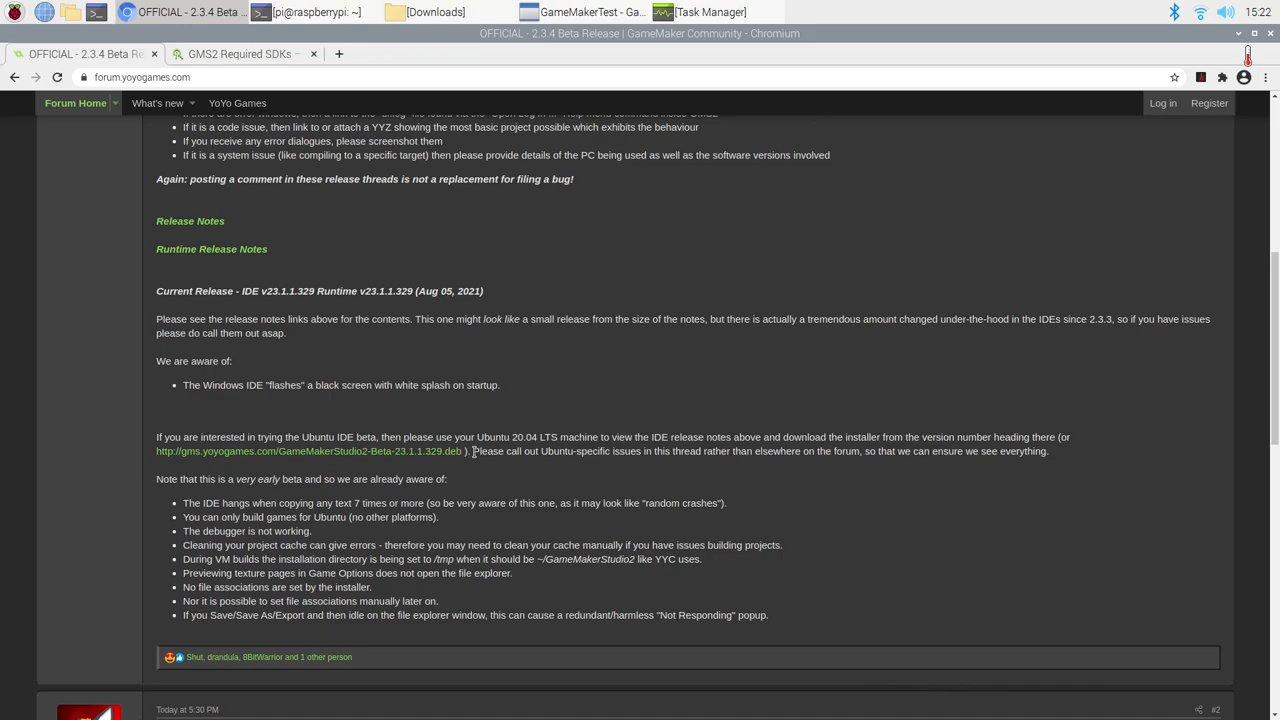 OFFICIAL - 2.3.4 Beta ...
[pi@raspberrypi: ~]
[Downloads]
GameMakerTest - Ga...
[Task Manager]
15:22
OFFICIAL - 2.3.4 Beta Release | GameMaker Community - Chromium
OFFICIAL - 2.3.4 Beta Re
GMS2 Required SDKs –
forum.yoyogames.com
Forum Home
What's new
YoYo Games
Log in
Register
If there are error windows, then a link to the
file found via the "Open Log in ..." Help menu command inside GMS2
If it is a code issue, then link to or attach a YYZ showing the most basic project possible which exhibits the behaviour
If you receive any error dialogues, please screenshot them
If it is a system issue (like compiling to a specific target) then please provide details of the PC being used as well as the software versions involved
Again: posting a comment in these release threads is not a replacement for filing a bug!
Release Notes
Runtime Release Notes
Current Release - IDE v23.1.1.329 Runtime v23.1.1.329 (Aug 05, 2021)
Please see the release notes links above for the contents. This one might look like a small release from the size of the notes, but there is actually a tremendous amount changed under-the-hood in the IDEs since 2.3.3, so if you have issues
please do call them out asap.
We are aware of:
The Windows IDE "flashes" a black screen with white splash on startup.
If you are interested in trying the Ubuntu IDE beta, then please use your Ubuntu 20.04 LTS machine to view the IDE release notes above and download the installer from the version number heading there (or
http://gms.yoyogames.com/GameMakerStudio2-Beta-23.1.1.329.deb ). Please call out Ubuntu-specific issues in this thread rather than elsewhere on the forum, so that we can ensure we see everything.
Note that this is a very early beta and so we are already aware of:
The IDE hangs when copying any text 7 times or more (so be very aware of this one, as it may look like "random crashes").
You can only build games for Ubuntu (no other platforms).
The debugger is not working.
Cleaning your project cache can give errors - therefore you may need to clean your cache manually if you have issues building projects.
During VM builds the installation directory is being set to /tmp when it should be ~/GameMakerStudio2 like YYC uses.
Previewing texture pages in Game Options does not open the file explorer.
No file associations are set by the installer.
Nor it is possible to set file associations manually later on.
If you Save/Save As/Export and then idle on the file explorer window, this can cause a redundant/harmless "Not Responding" popup.
Shut, drandula, 8BitWarrior and 1 other person
Today at 5:30 PM
#2